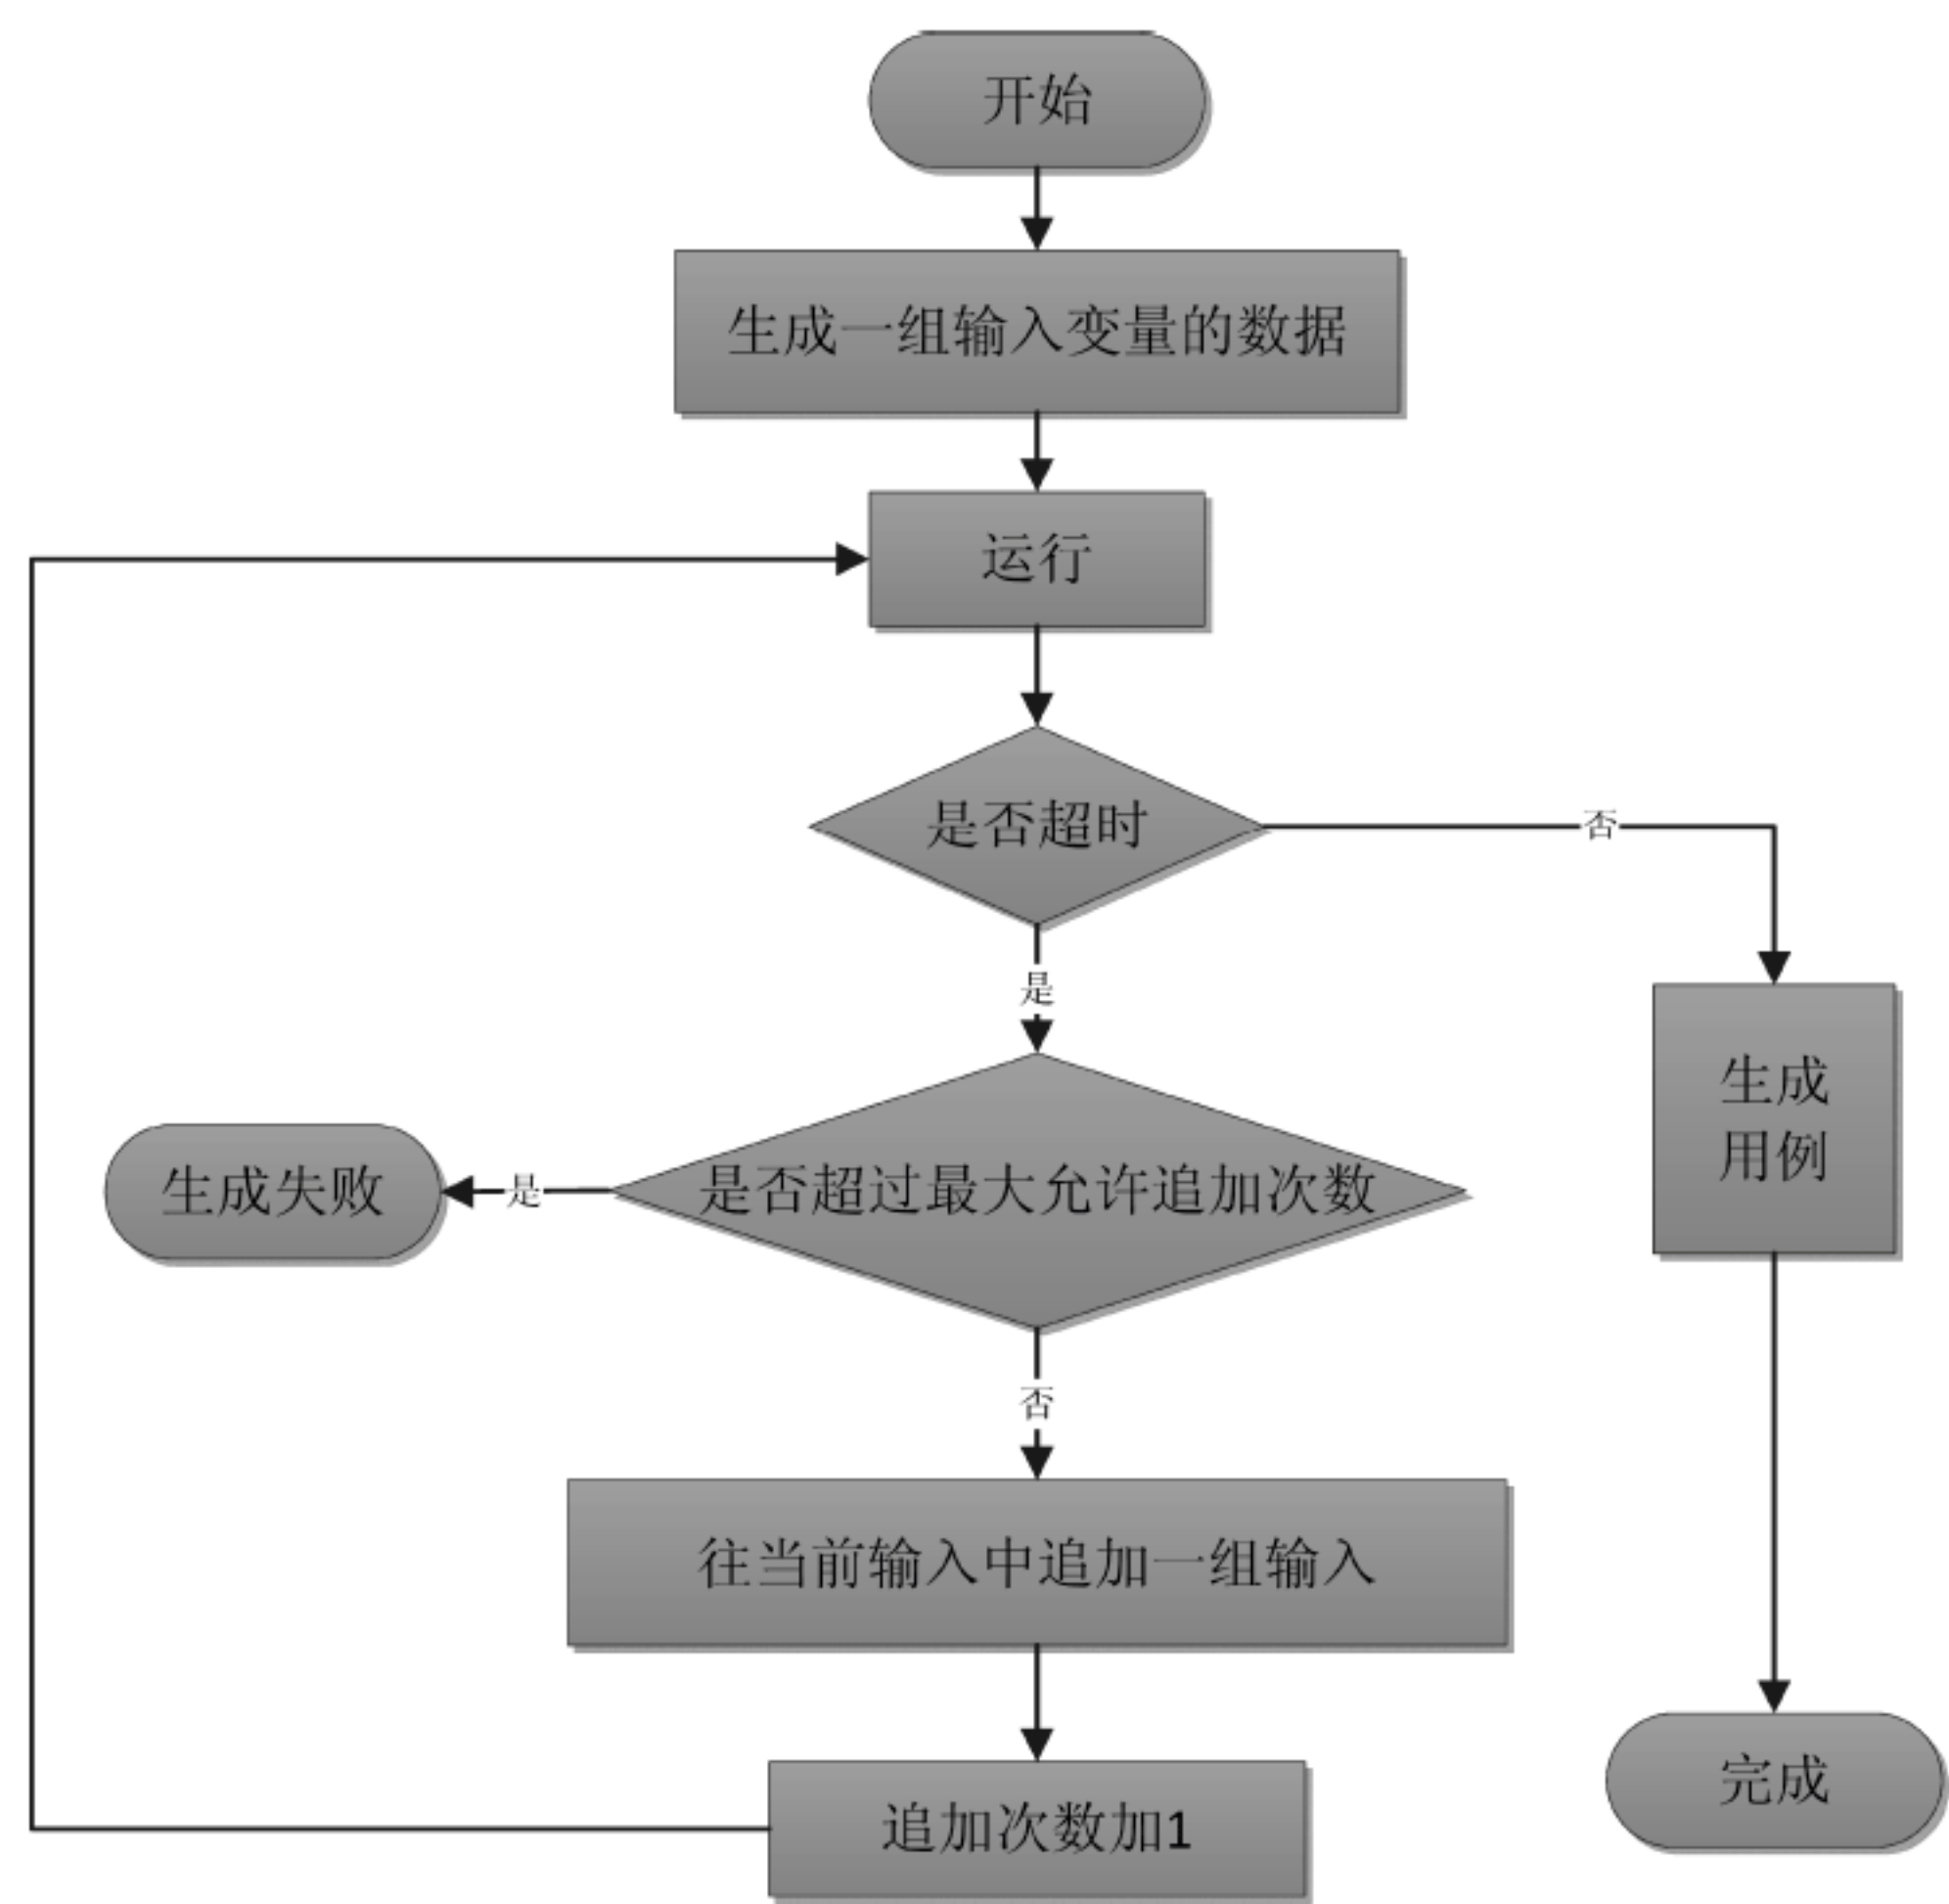 开始
生成一组输入变量的数据
运行
是否超时
否
是
生成
用例
生成失败
是
是否超过最大允许追加次数
否
往当前输入中追加一组输入
完成
追加次数加1